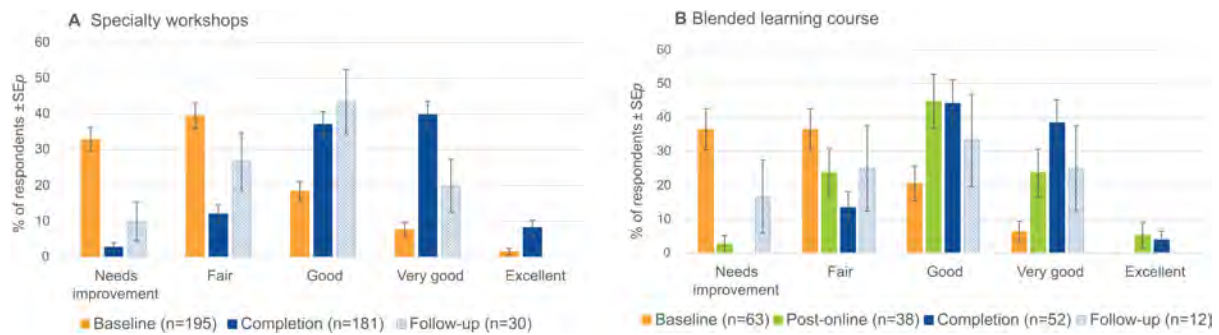 A Specialty workshops
% of respondents ± SEp
60
50
40
30
20
10
0
Needs improvement
Fair
Good
Very good
Excellent
Baseline (n=195) Completion (n=181) Follow-up (n=30)
B Blended learning course
% of respondents ± SEp
60
50
40
30
20
10
0
Needs improvement
Fair
Good
Very good
Excellent
Baseline (n=63) Post-online (n=38) Completion (n=52) Follow-up (n=12)